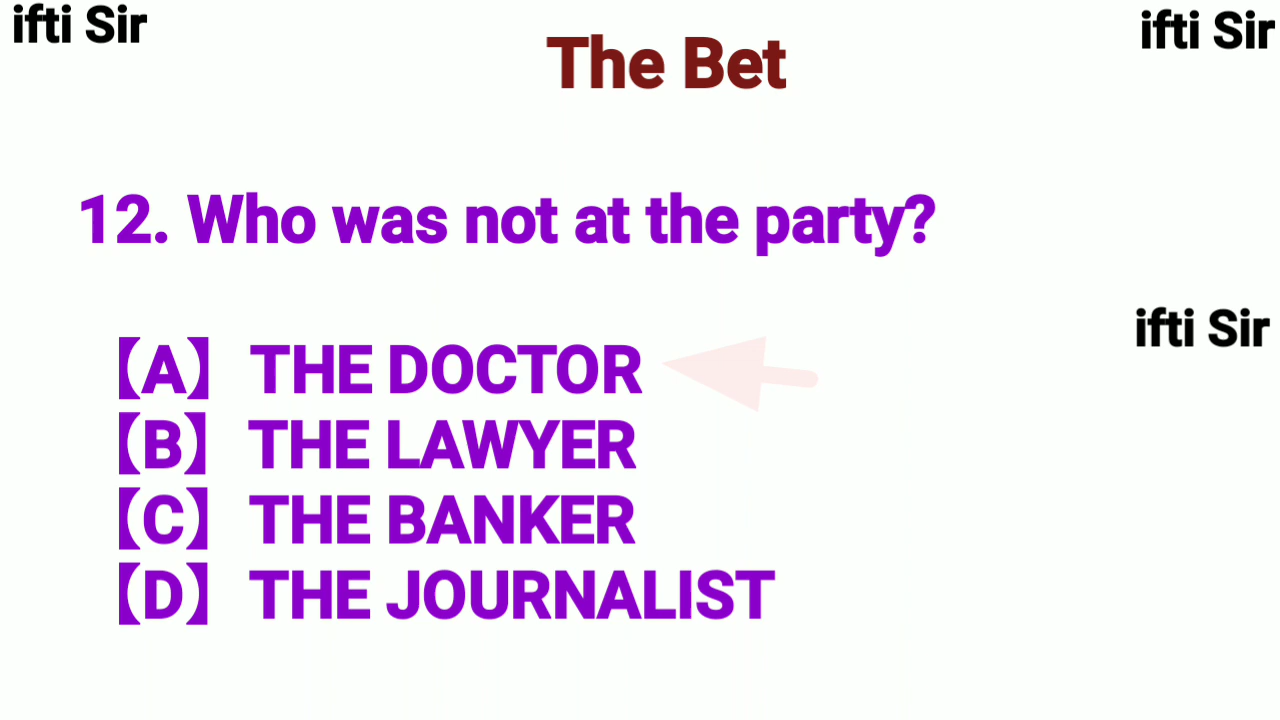 ifti Sir
ifti Sir
The Bet
12. Who was not at the party?
ifti Sir
【A】 THE DOCTOR
【B】 THE LAWYER
【C】 THE BANKER
【D】 THE JOURNALIST